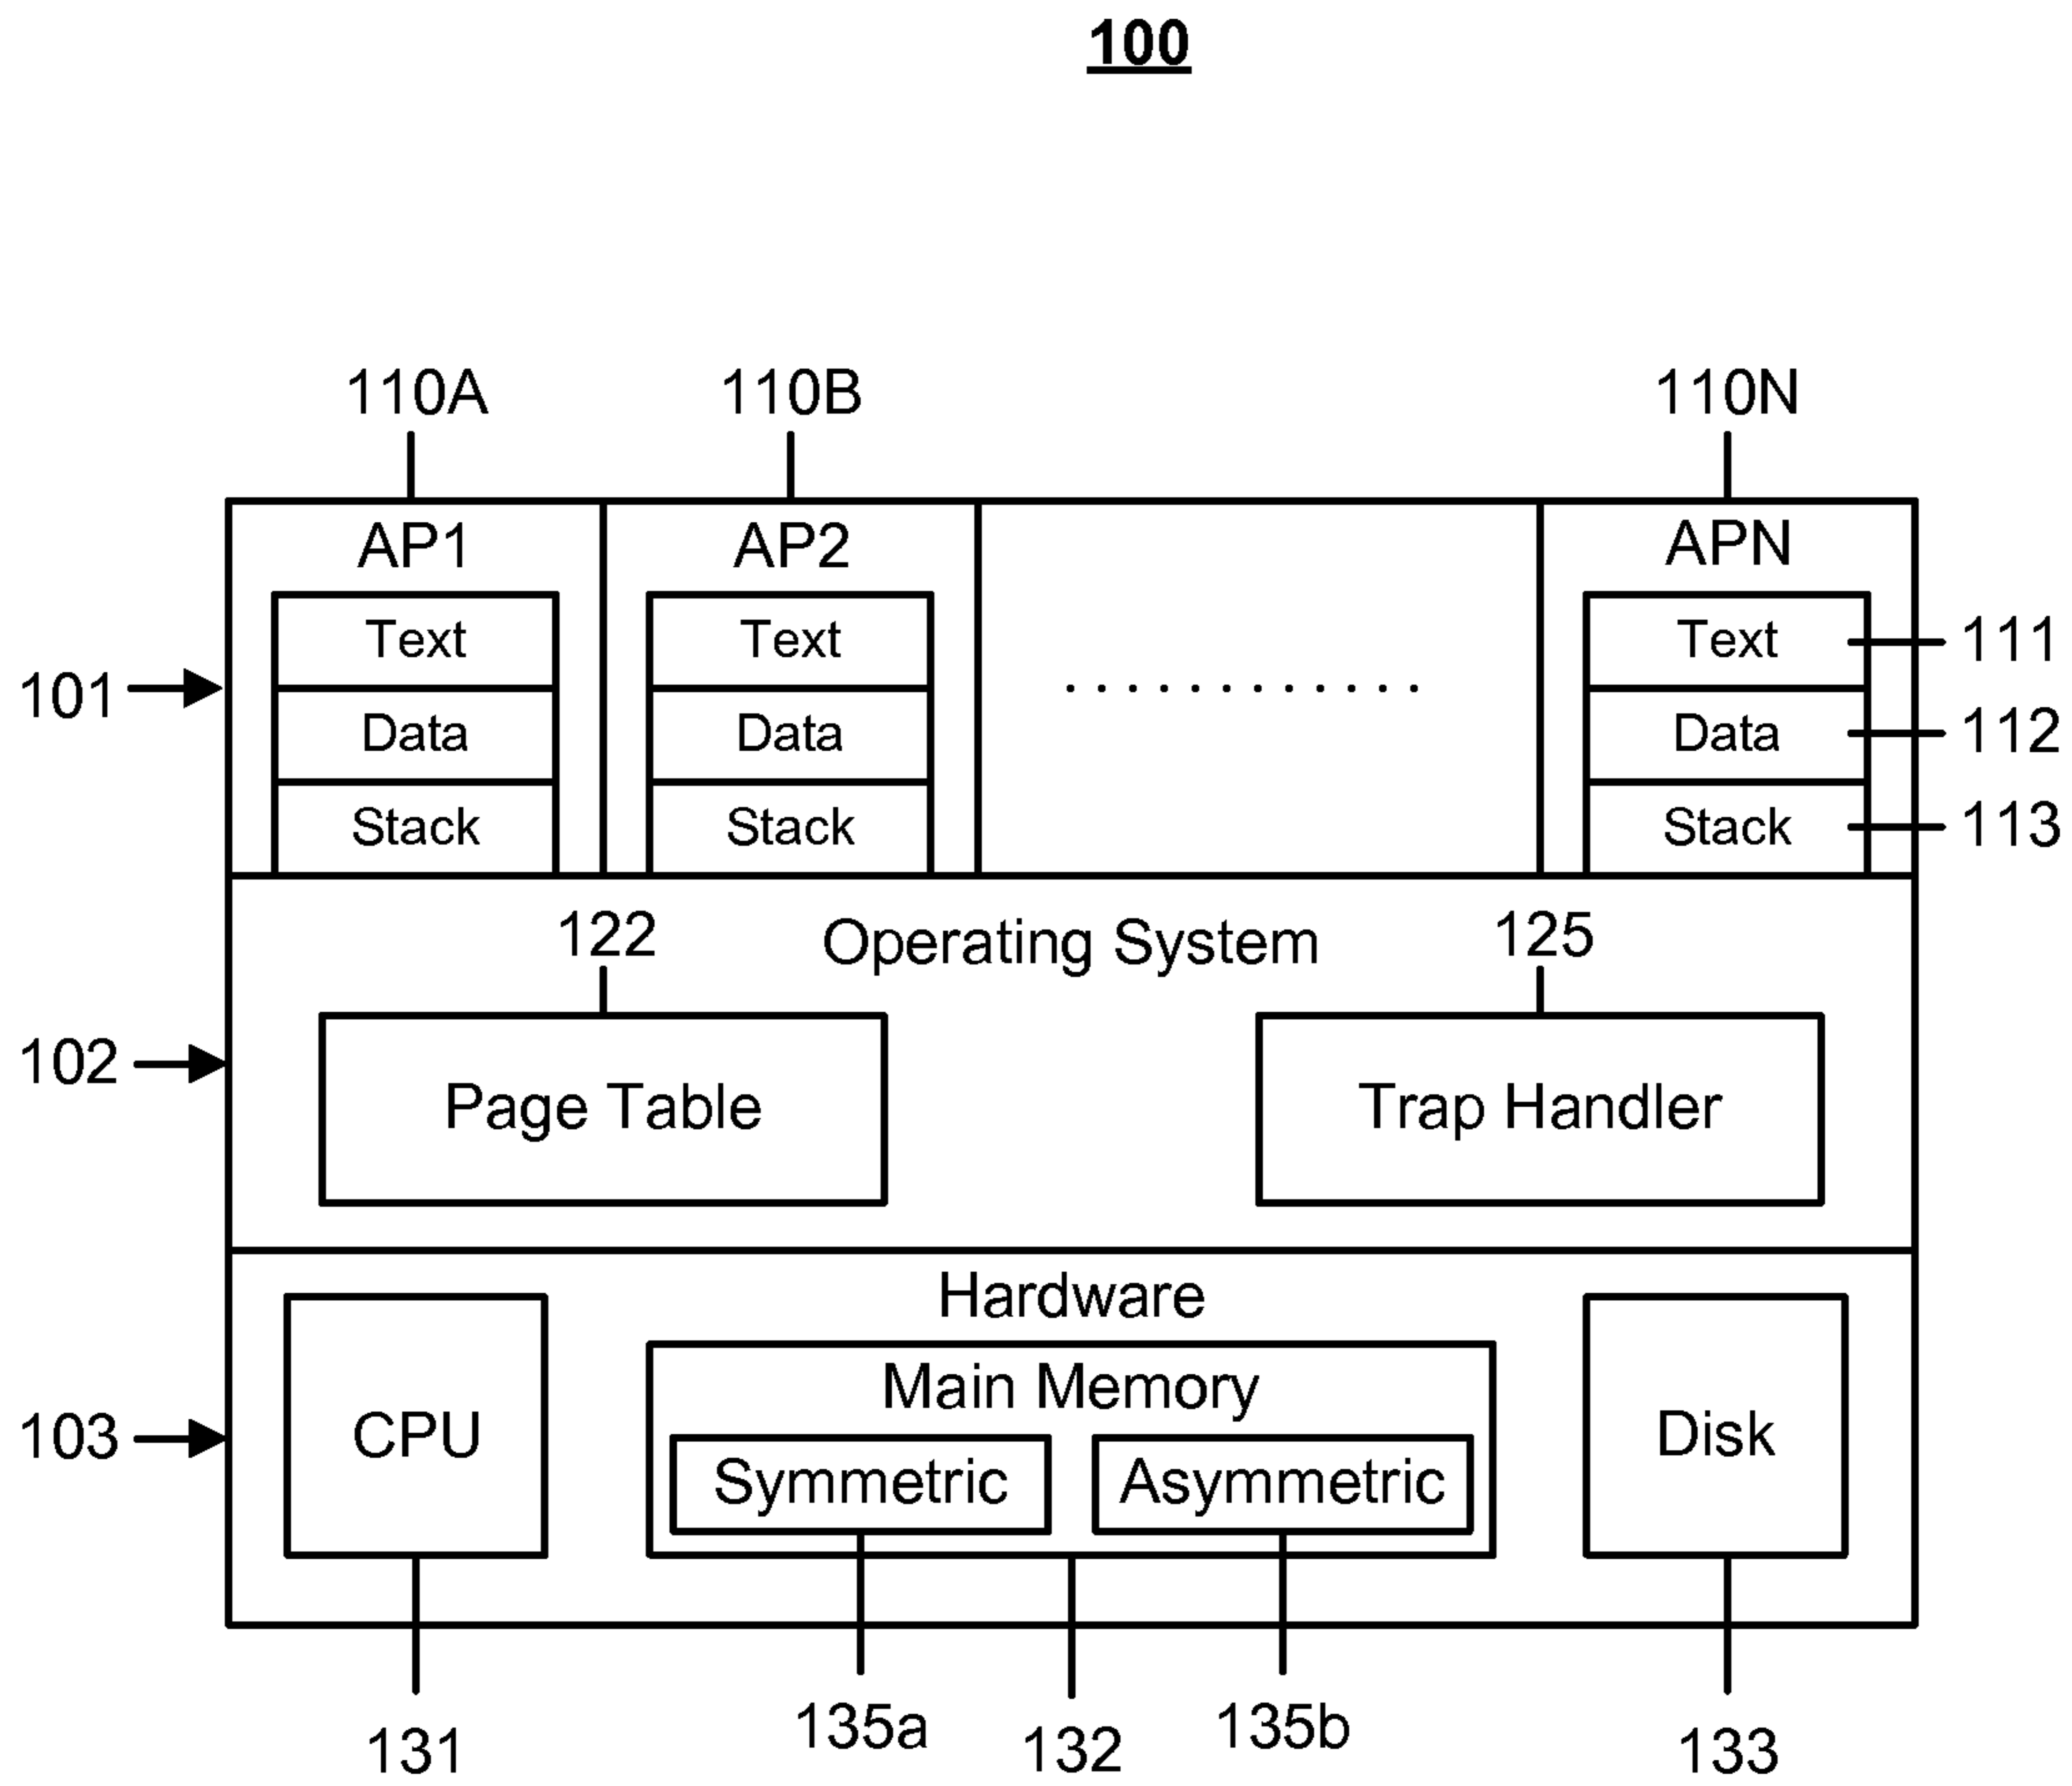 100
110A 110B 110N
AP1 AP2 APN
Text Text Text 111
101
Data Data ............ Data 112
Stack Stack Stack 113
122 Operating System 125
102
Page Table Trap Handler
Hardware
Main Memory
103 CPU Disk
Symmetric Asymmetric
135a 135b
131 132 133